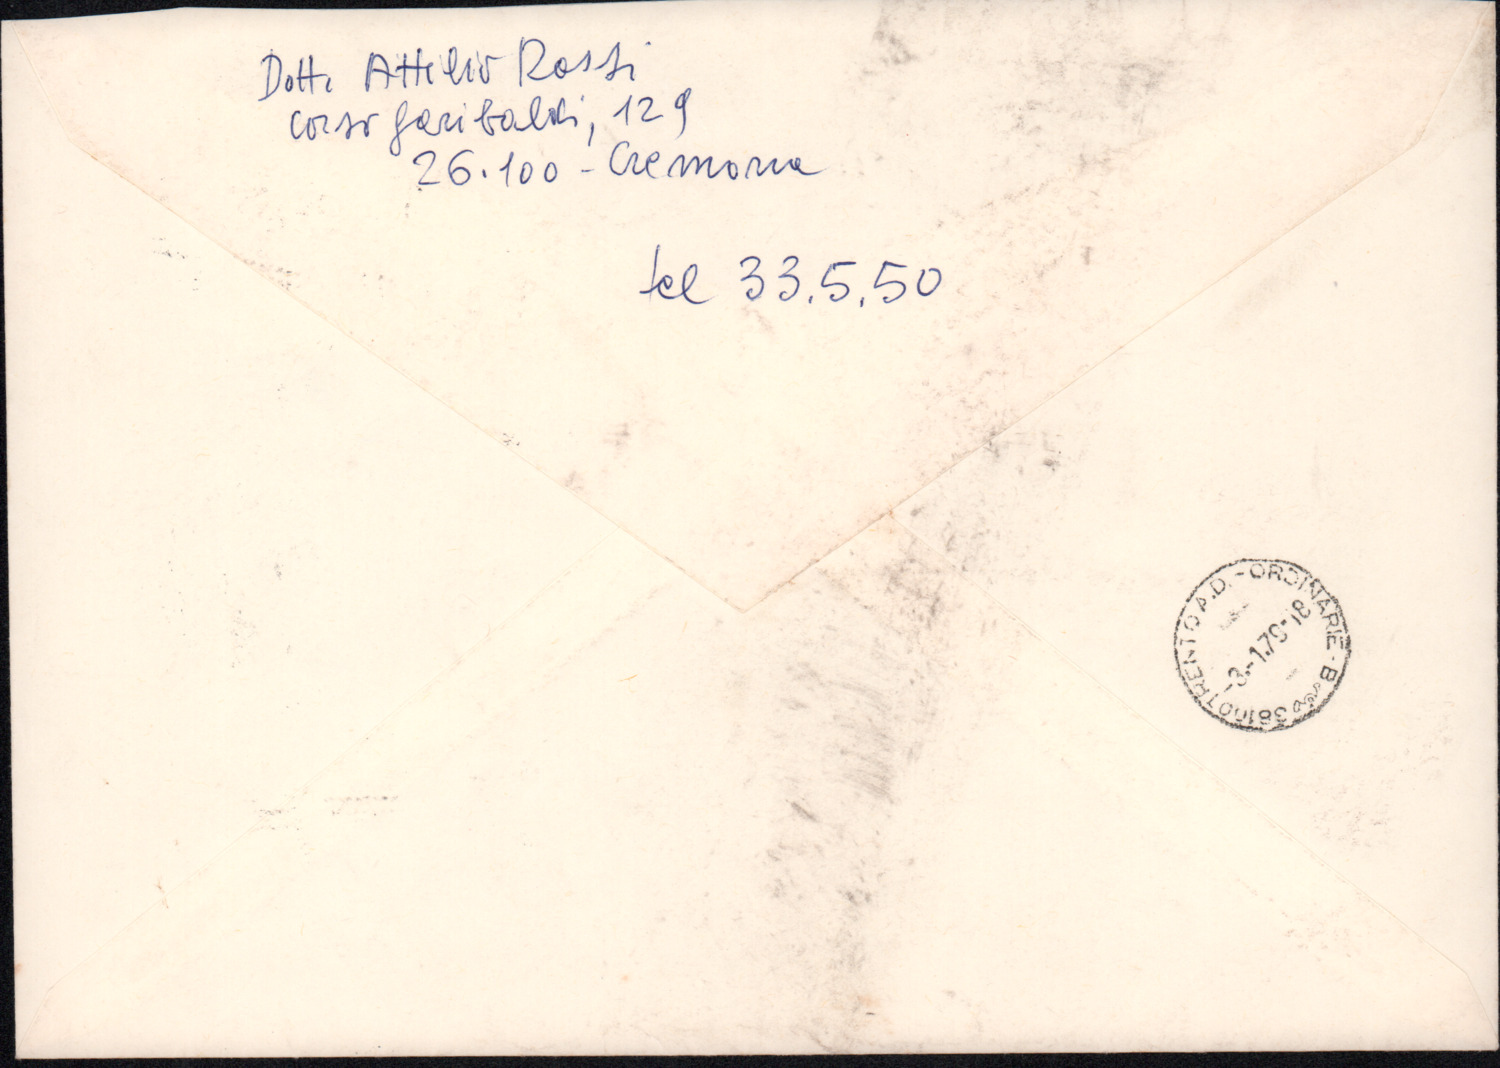 Dott. Attilio Rossi
corso Garibaldi, 129
26.100 - Cremona
tel 33.5.50
38100 TRENTO A.D. - ORDINARIE - B
-3.-1.79-18